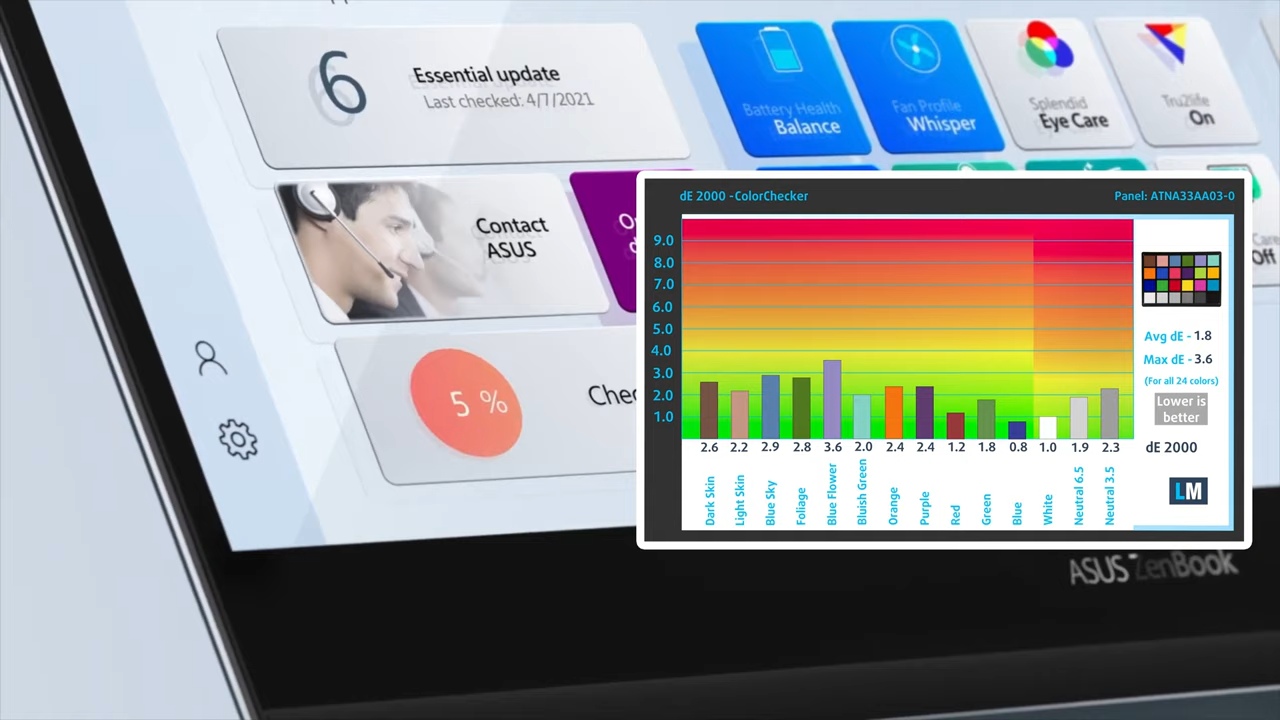 6
Essential update
Last checked: 4/7/2021
Battery Health
Balance
Fan Profile
Whisper
Splendid
Eye Care
Tru2life
On
Contact
ASUS
Care
Off
5 %
dE 2000 -ColorChecker
Panel: ATNA33AA03-0
9.0
8.0
7.0
6.0
5.0
4.0
3.0
2.0
1.0
Avg dE - 1.8
Max dE - 3.6
(For all 24 colors)
Lower is
better
2.6 2.2 2.9 2.8 3.6 2.0 2.4 2.4 1.2 1.8 0.8 1.0 1.9 2.3
dE 2000
Dark Skin
Light Skin
Blue Sky
Foliage
Blue Flower
Bluish Green
Orange
Purple
Red
Green
Blue
White
Neutral 6.5
Neutral 3.5
LM
ASUS ZenBook